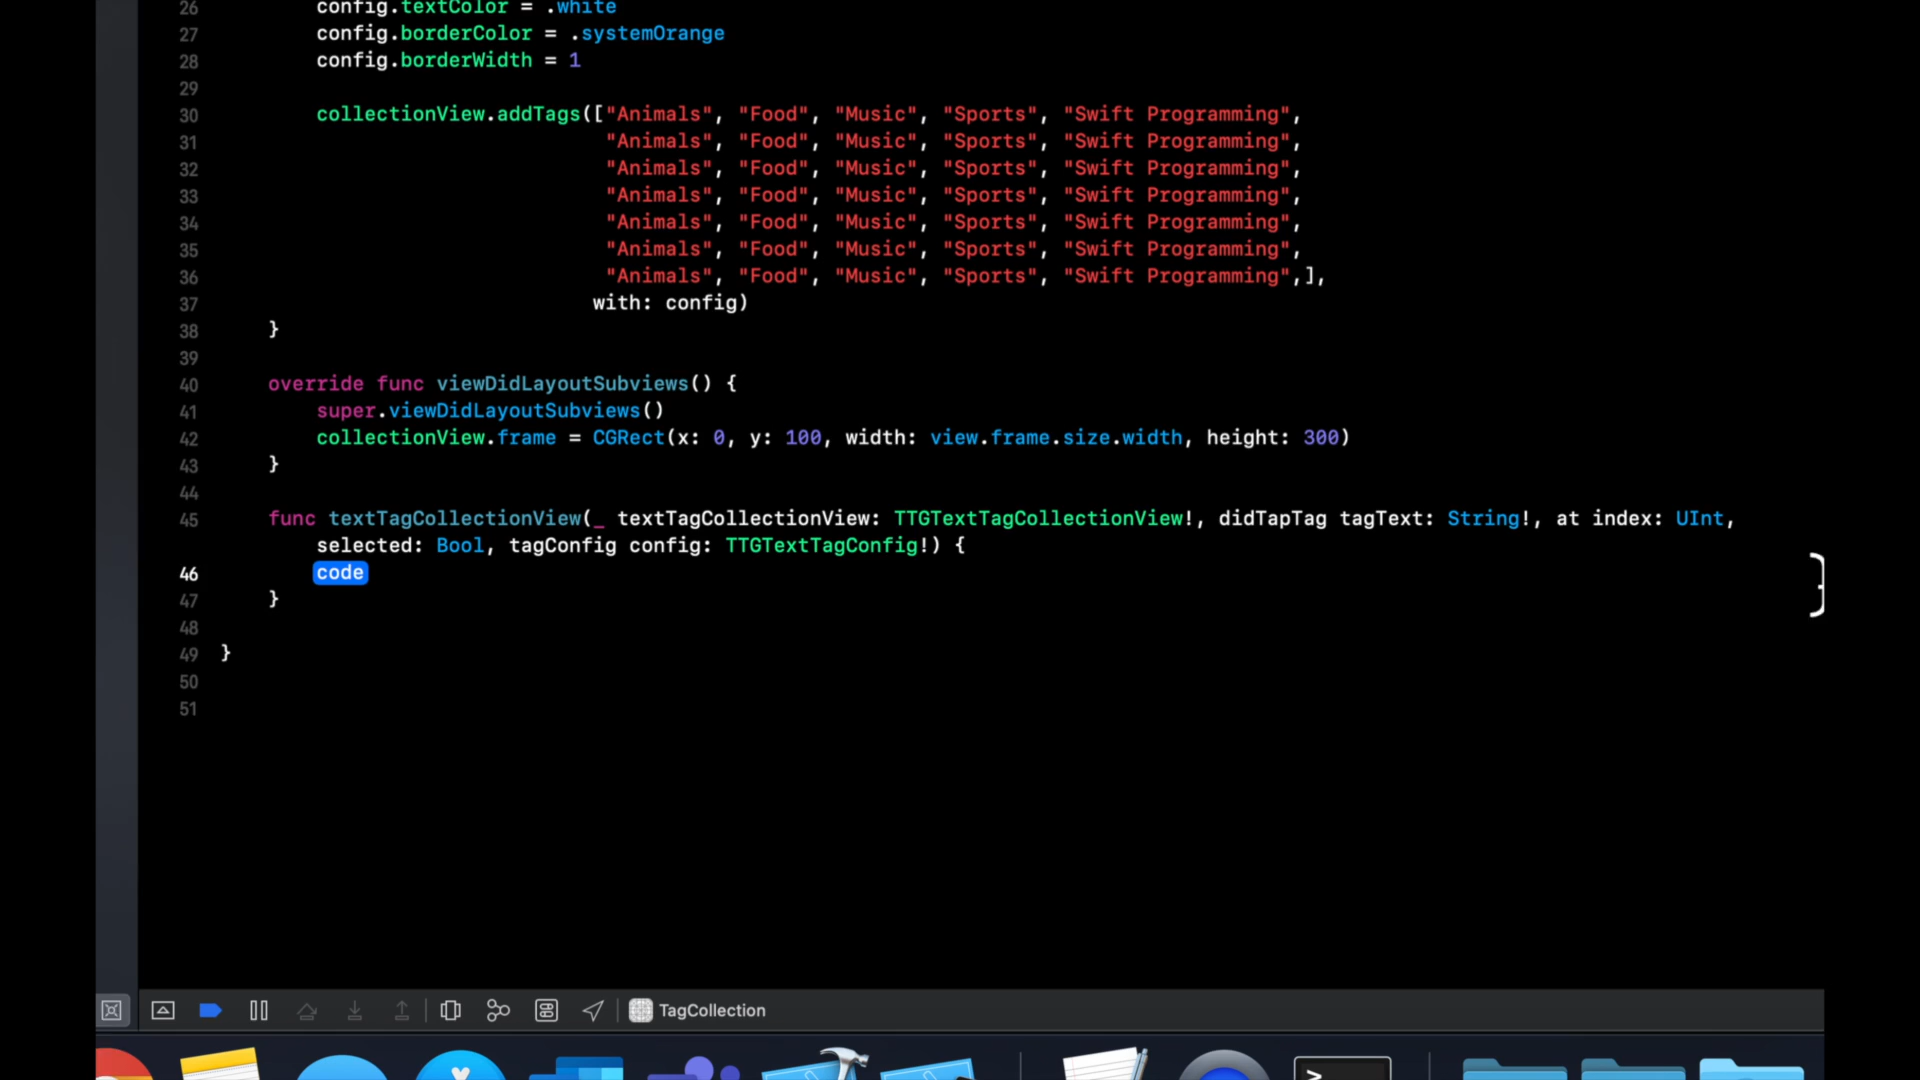 26 config.textColor = .white
27 config.borderColor = .systemOrange
28 config.borderWidth = 1
29
30 collectionView.addTags(["Animals", "Food", "Music", "Sports", "Swift Programming",
31 "Animals", "Food", "Music", "Sports", "Swift Programming",
32 "Animals", "Food", "Music", "Sports", "Swift Programming",
33 "Animals", "Food", "Music", "Sports", "Swift Programming",
34 "Animals", "Food", "Music", "Sports", "Swift Programming",
35 "Animals", "Food", "Music", "Sports", "Swift Programming",
36 "Animals", "Food", "Music", "Sports", "Swift Programming",],
37 with: config)
38 }
39
40 override func viewDidLayoutSubviews() {
41 super.viewDidLayoutSubviews()
42 collectionView.frame = CGRect(x: 0, y: 100, width: view.frame.size.width, height: 300)
43 }
44
45 func textTagCollectionView(_ textTagCollectionView: TTGTextTagCollectionView!, didTapTag tagText: String!, at index: UInt,
selected: Bool, tagConfig config: TTGTextTagConfig!) {
46 code
47 }
48
49 }
50
51
TagCollection